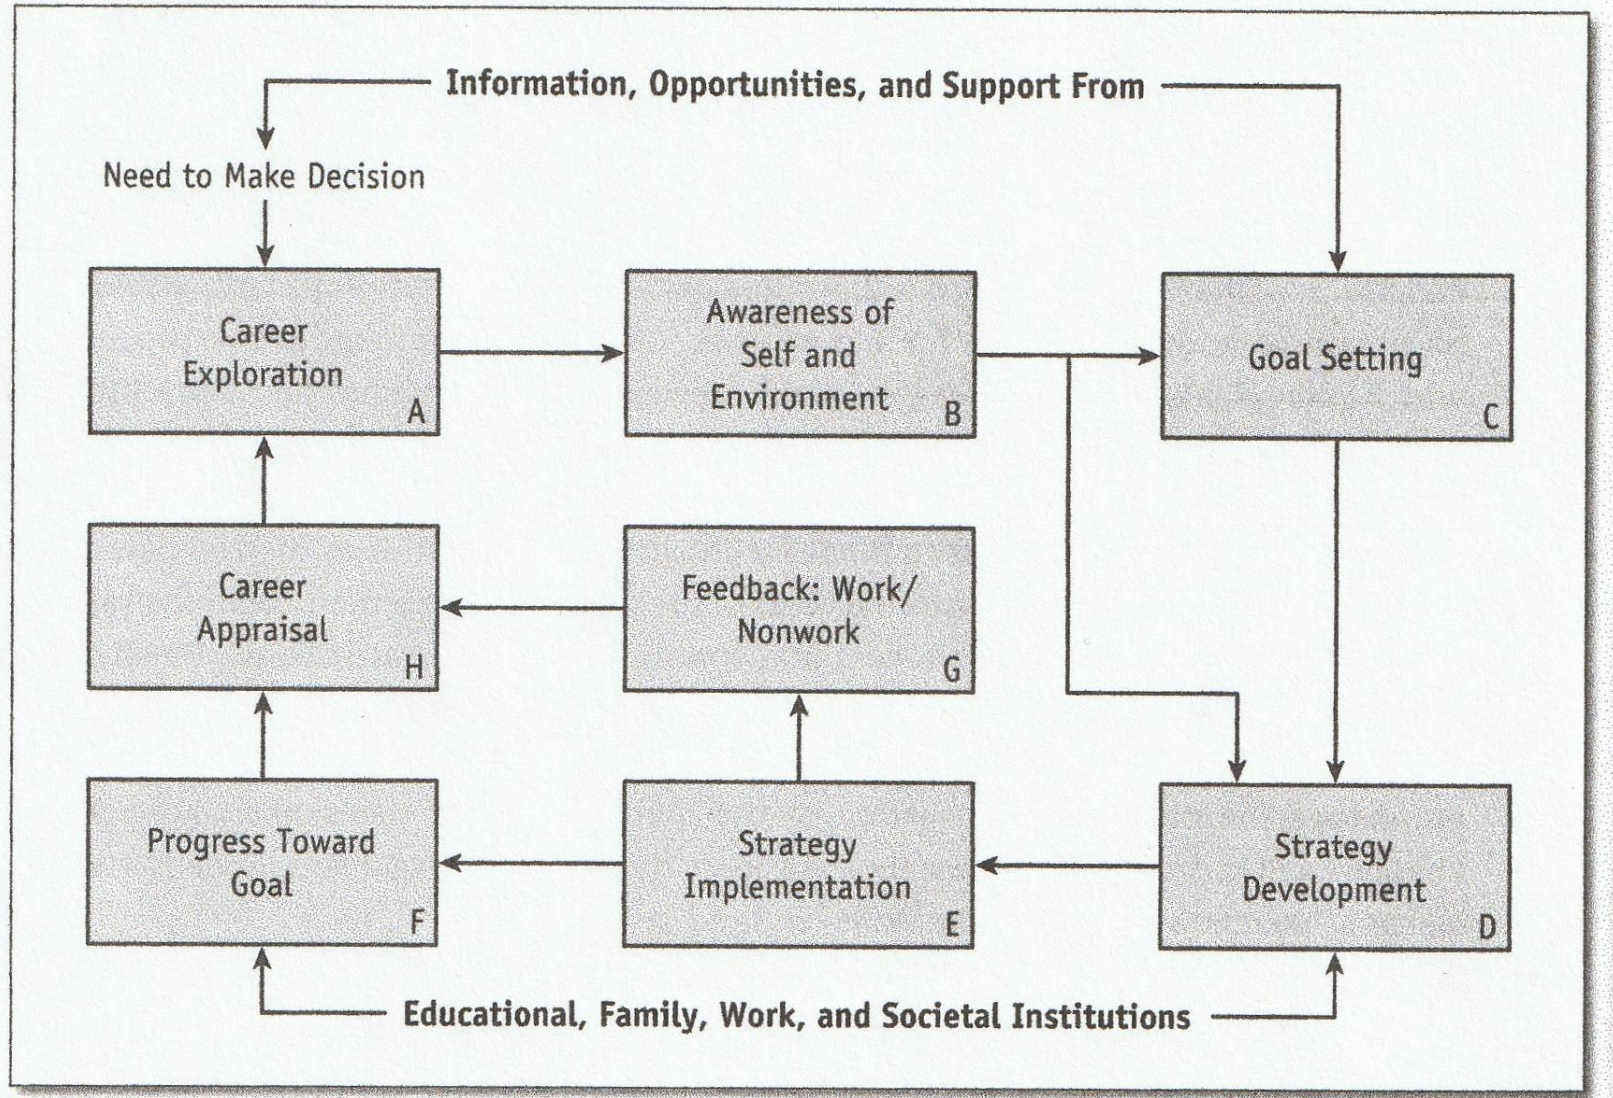 Information, Opportunities, and Support From
Need to Make Decision
Career
Exploration
A
Awareness of
Self and
Environment
B
Goal Setting
C
Career
Appraisal
H
Feedback: Work/
Nonwork
G
Progress Toward
Goal
F
Strategy
Implementation
E
Strategy
Development
D
Educational, Family, Work, and Societal Institutions